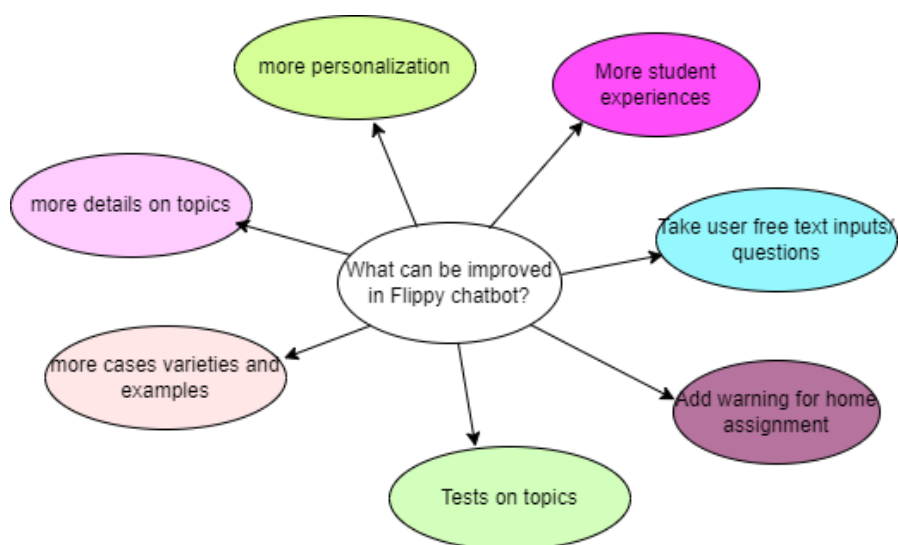 more personalization
More student
experiences
more details on topics
Take user free text inputs/
questions
What can be improved
in Flippy chatbot?
more cases varieties and
examples
Add warning for home
assignment
Tests on topics